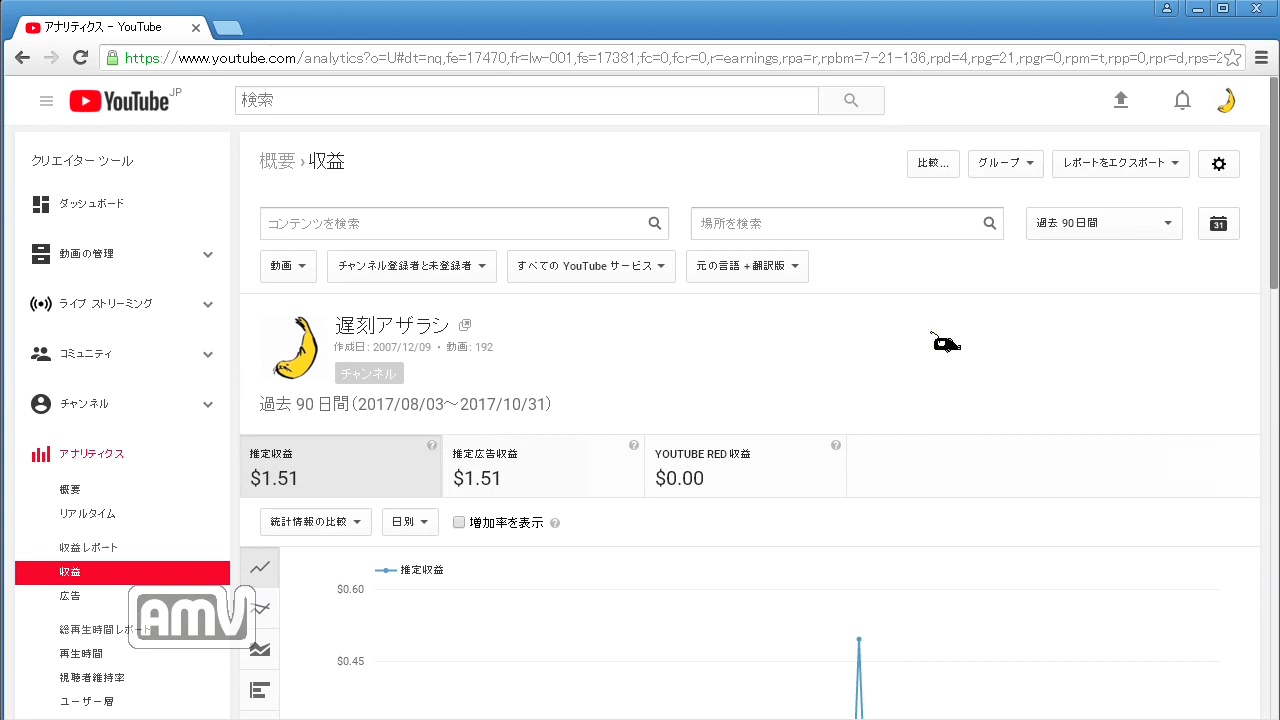 アナリティクス - YouTube
https://www.youtube.com/analytics?o=U#dt=nq,fe=17470,fr=lw-001,fs=17381,fc=0,fcr=0,r=earnings,rpa=r,rpbm=7-21-136,rpd=4,rpg=21,rpgr=0,rpm=t,rpp=0,rpr=d,rps=2
YouTube JP
検索
クリエイター ツール
ダッシュボード
動画の管理
ライブ ストリーミング
コミュニティ
チャンネル
アナリティクス
概要
リアルタイム
収益レポート
収益
広告
総再生時間レポート
再生時間
視聴者維持率
ユーザー層
概要 › 収益
比較... グループ レポートをエクスポート
コンテンツを検索 場所を検索 過去 90 日間 31
動画 チャンネル登録者と未登録者 すべての YouTube サービス 元の言語 + 翻訳版
遅刻アザラシ
作成日: 2007/12/09 • 動画: 192
チャンネル
過去 90 日間（2017/08/03～2017/10/31）
推定収益 ? 推定広告収益 ? YOUTUBE RED 収益 ?
$1.51 $1.51 $0.00
統計情報の比較 日別 増加率を表示 ?
推定収益
$0.60
$0.45
AMV